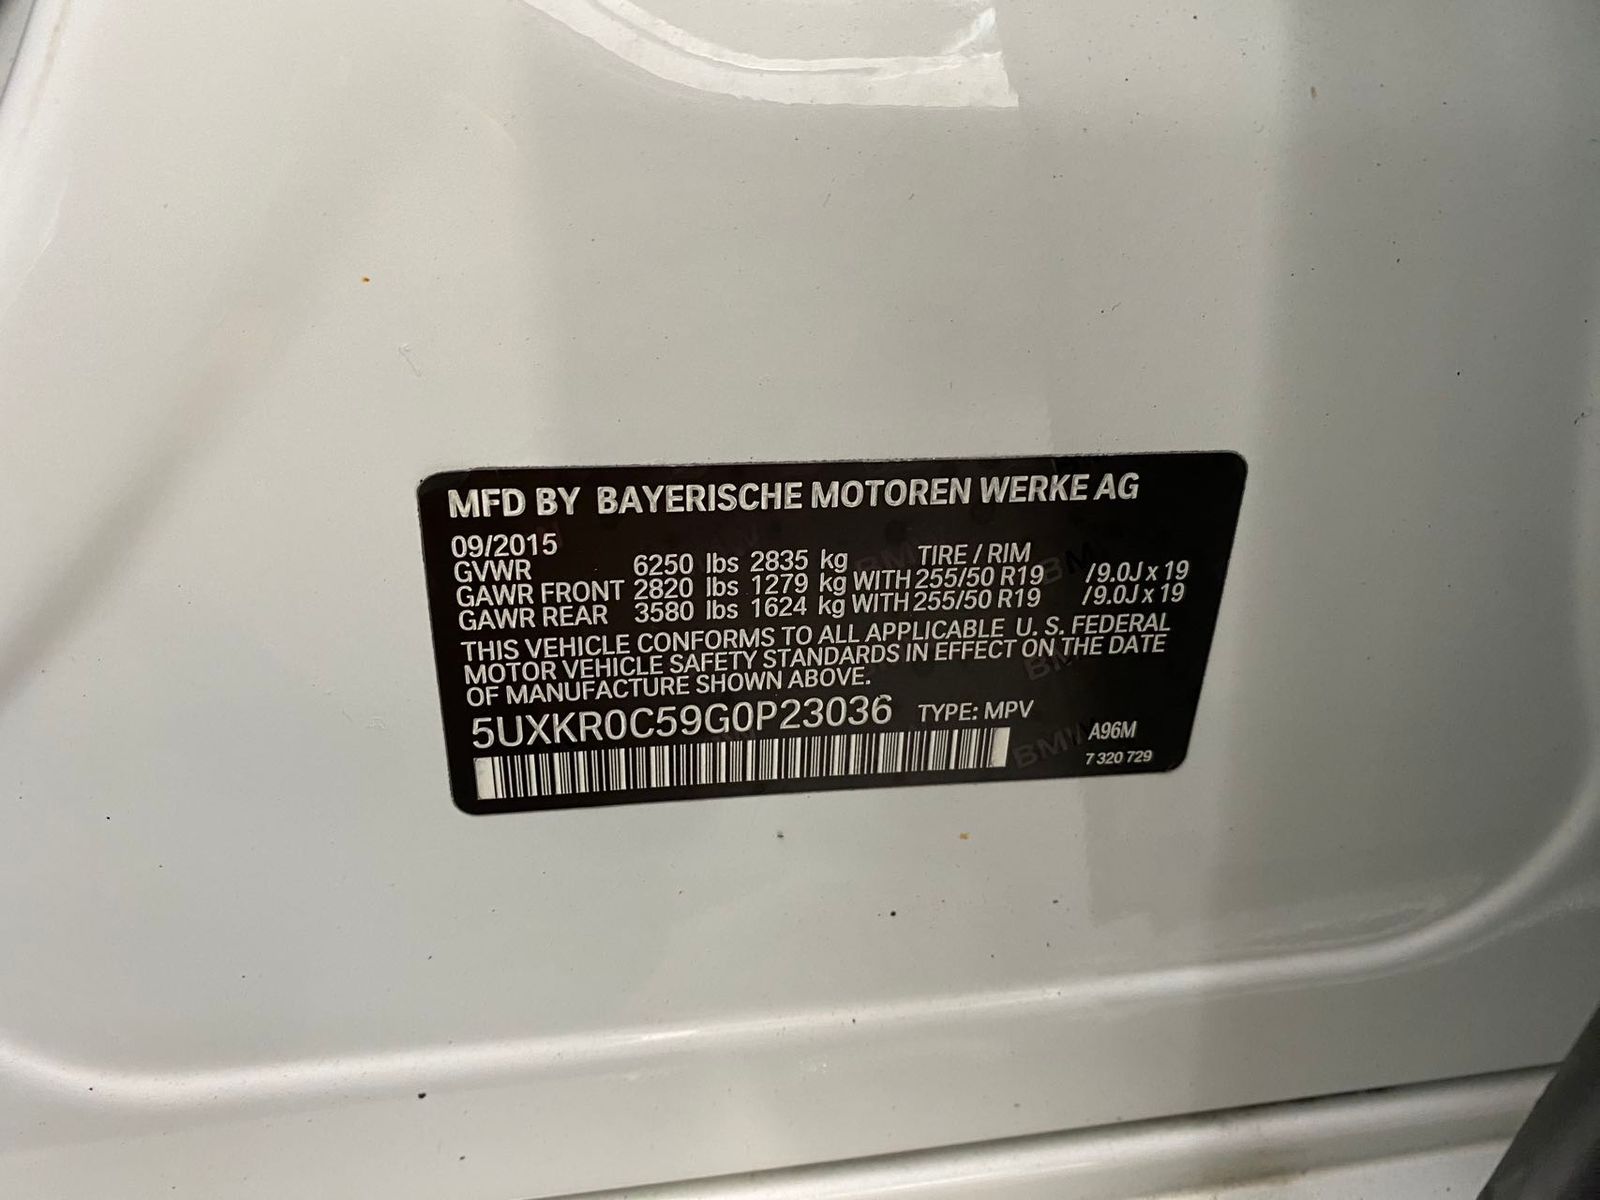 MFD BY BAYERISCHE MOTOREN WERKE AG
09/2015
TIRE / RIM
GVWR 6250 lbs 2835 kg
GAWR FRONT 2820 lbs 1279 kg WITH 255/50 R19 /9.0J x 19
GAWR REAR 3580 lbs 1624 kg WITH 255/50 R19 /9.0J x 19
THIS VEHICLE CONFORMS TO ALL APPLICABLE U. S. FEDERAL
MOTOR VEHICLE SAFETY STANDARDS IN EFFECT ON THE DATE
OF MANUFACTURE SHOWN ABOVE.
5UXKR0C59G0P23036 TYPE: MPV
A96M
7 320 729